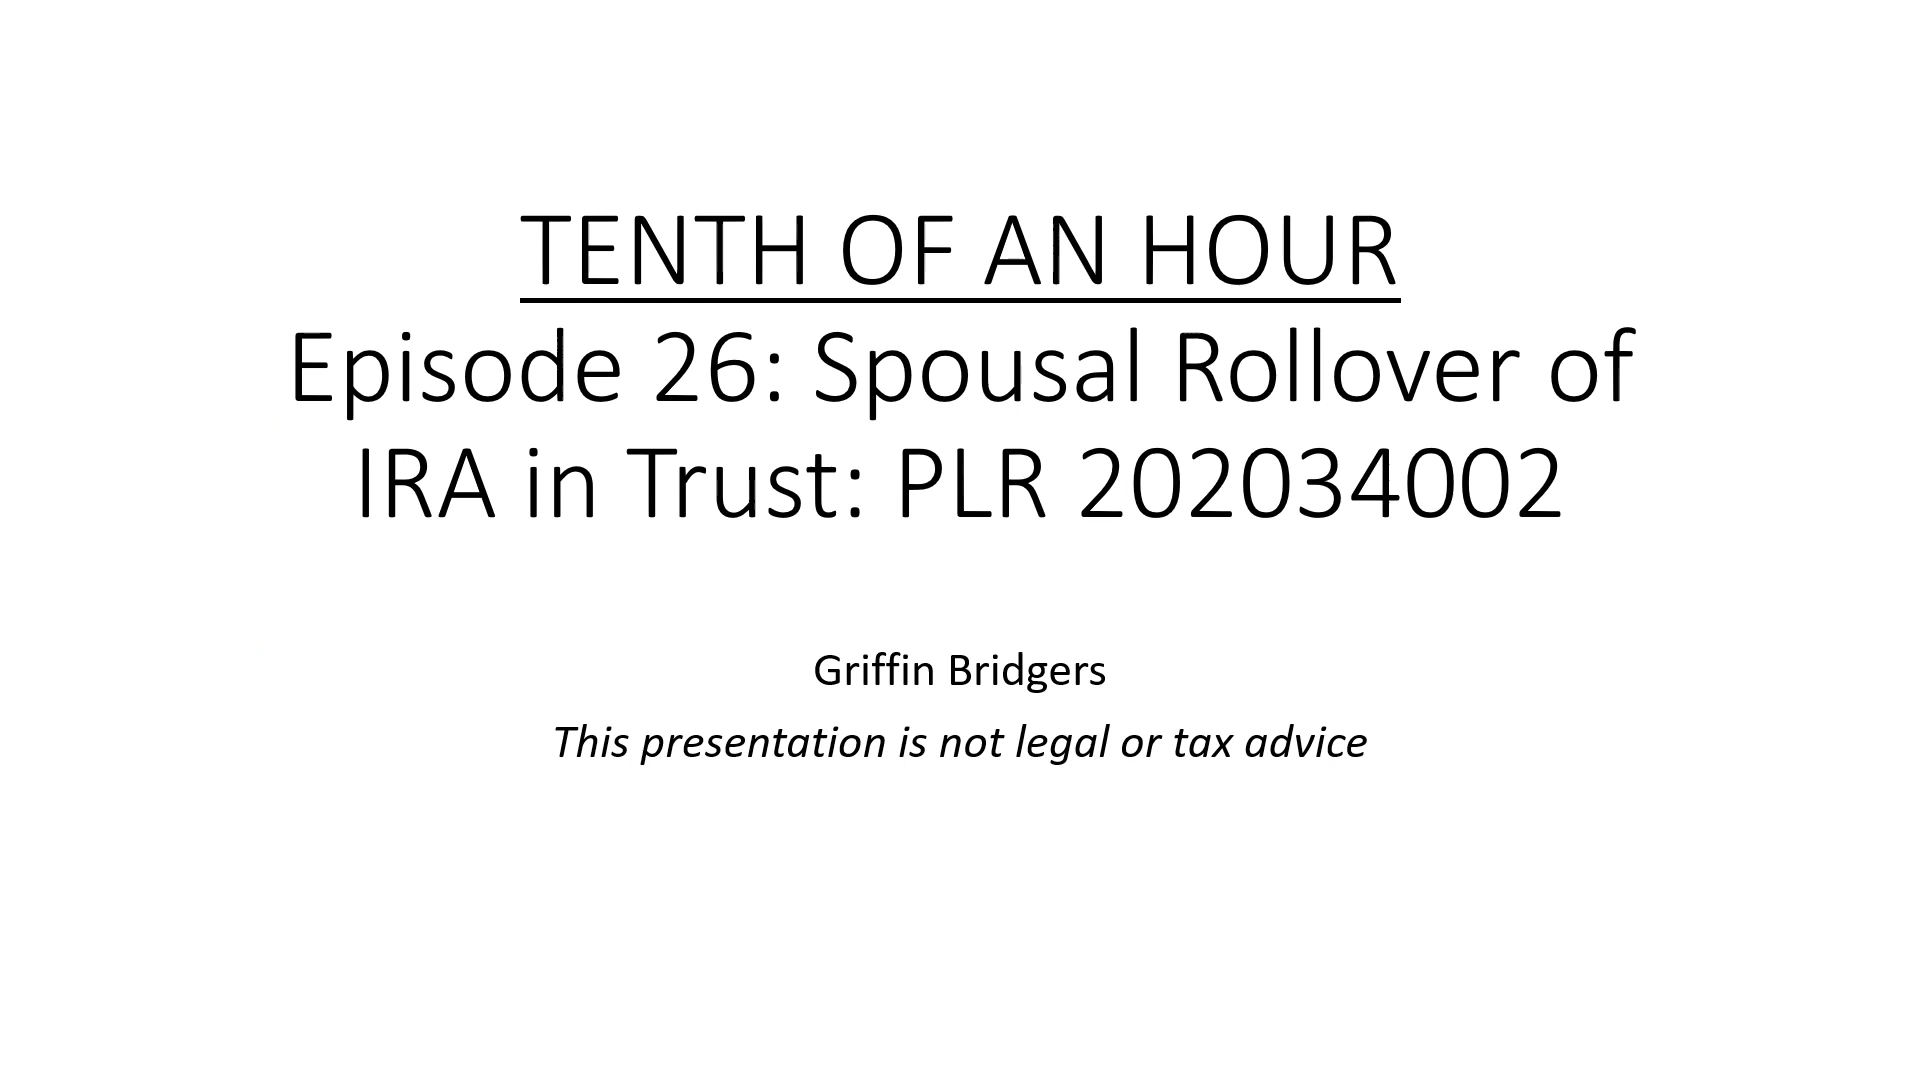 TENTH OF AN HOUR
Episode 26: Spousal Rollover of
IRA in Trust: PLR 202034002
Griffin Bridgers
This presentation is not legal or tax advice